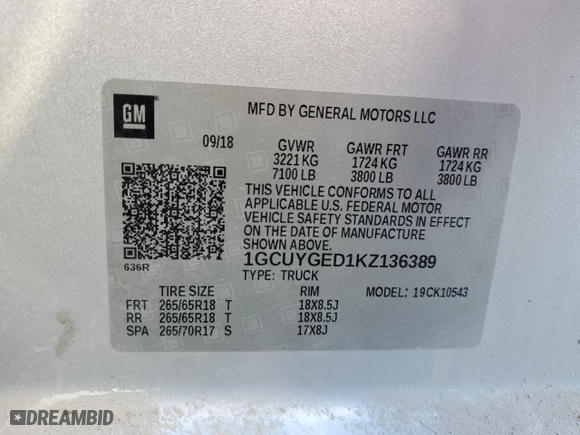 GM
MFD BY GENERAL MOTORS LLC
09/18 GVWR GAWR FRT GAWR RR
3221 KG 1724 KG 1724 KG
7100 LB 3800 LB 3800 LB
THIS VEHICLE CONFORMS TO ALL
APPLICABLE U.S. FEDERAL MOTOR
VEHICLE SAFETY STANDARDS IN EFFECT
ON THE DATE OF MANUFACTURE
SHOWN ABOVE.
636R
1GCUYGED1KZ136389
TYPE: TRUCK
TIRE SIZE RIM MODEL: 19CK10543
FRT 265/65R18 T 18X8.5J
RR 265/65R18 T 18X8.5J
SPA 265/70R17 S 17X8J
DREAMBID